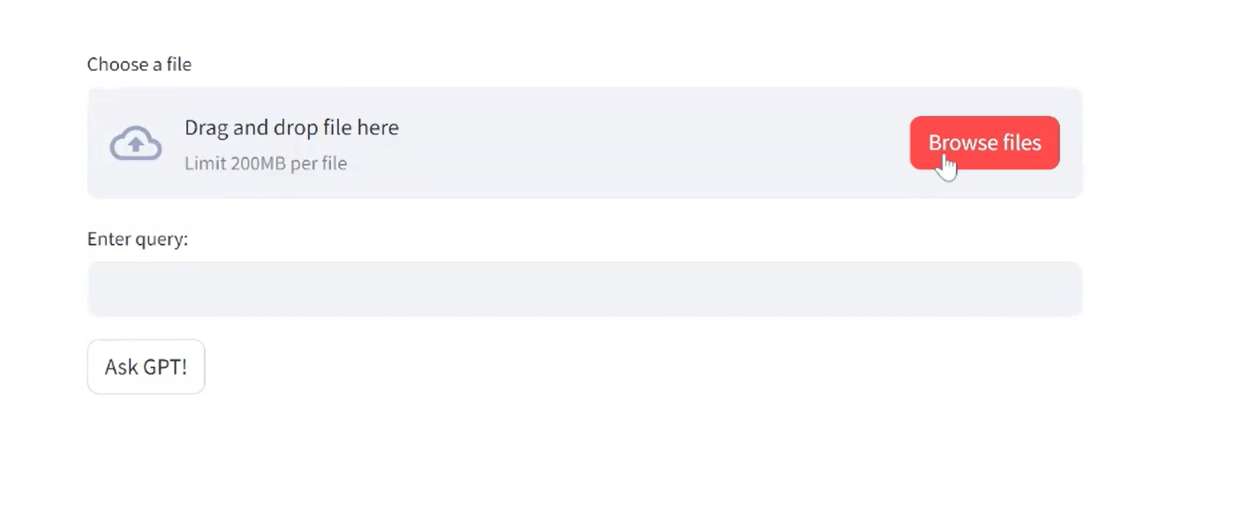 Choose a file
Drag and drop file here
Limit 200MB per file
Browse files
Enter query:
Ask GPT!